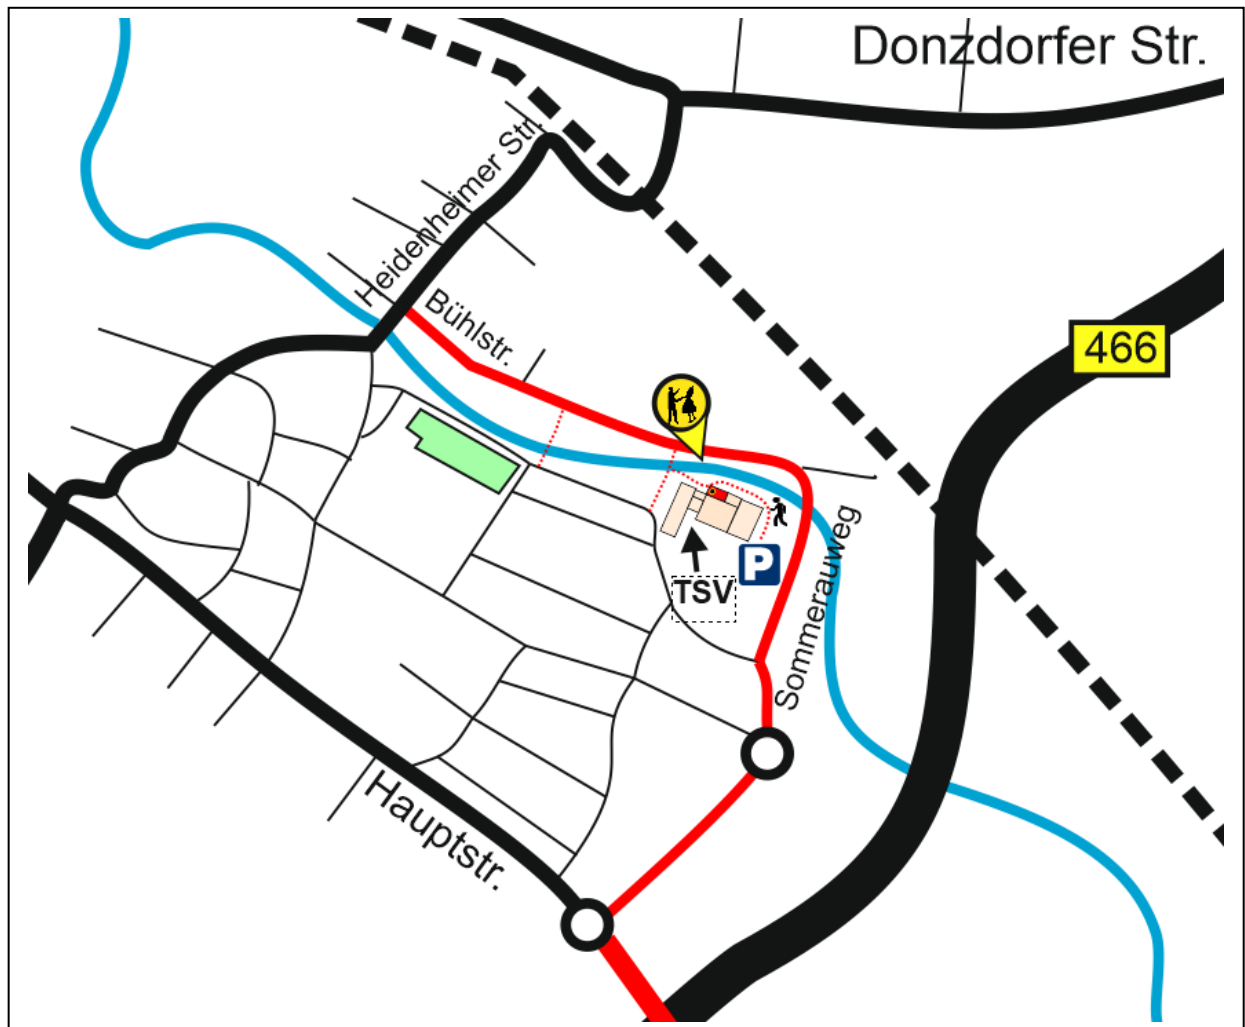 Donzdorfer Str.
Heidenheimer Str.
Bühlstr.
466
Sommerauweg
P
TSV
Hauptstr.